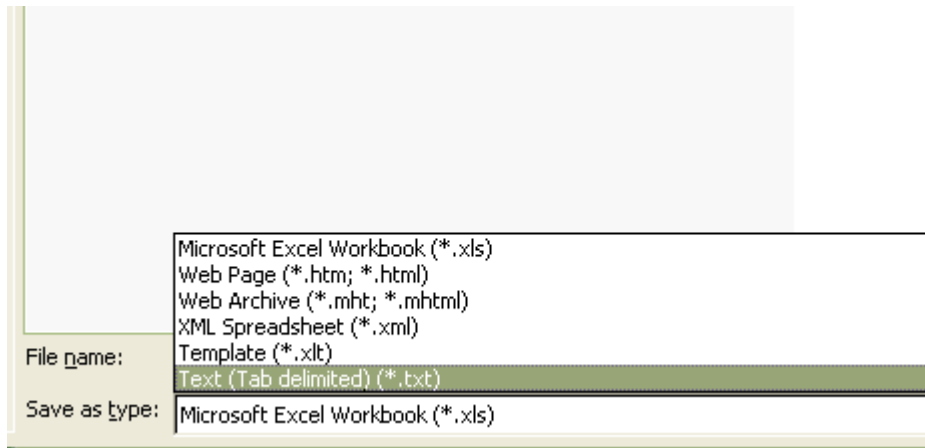 Microsoft Excel Workbook (*.xls)
Web Page (*.htm; *.html)
Web Archive (*.mht; *.mhtml)
XML Spreadsheet (*.xml)
File name:
Template (*.xlt)
Text (Tab delimited) (*.txt)
Save as type:
Microsoft Excel Workbook (*.xls)